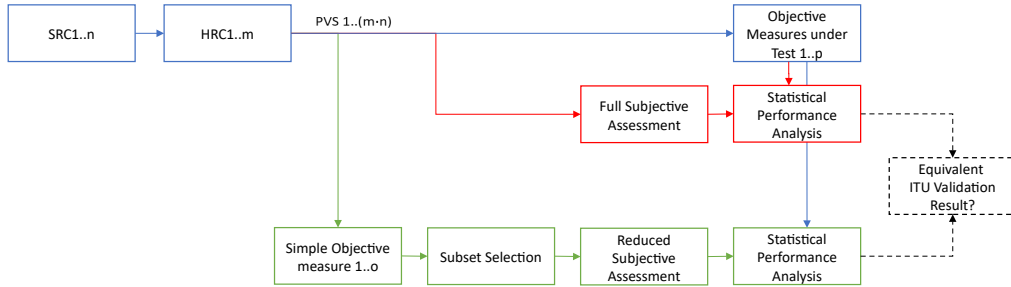 SRC1..n
HRC1..m
PVS 1..(m·n)
Objective
Measures under
Test 1..p
Full Subjective
Assessment
Statistical
Performance
Analysis
Equivalent
ITU Validation
Result?
Simple Objective
measure 1..o
Subset Selection
Reduced
Subjective
Assessment
Statistical
Performance
Analysis